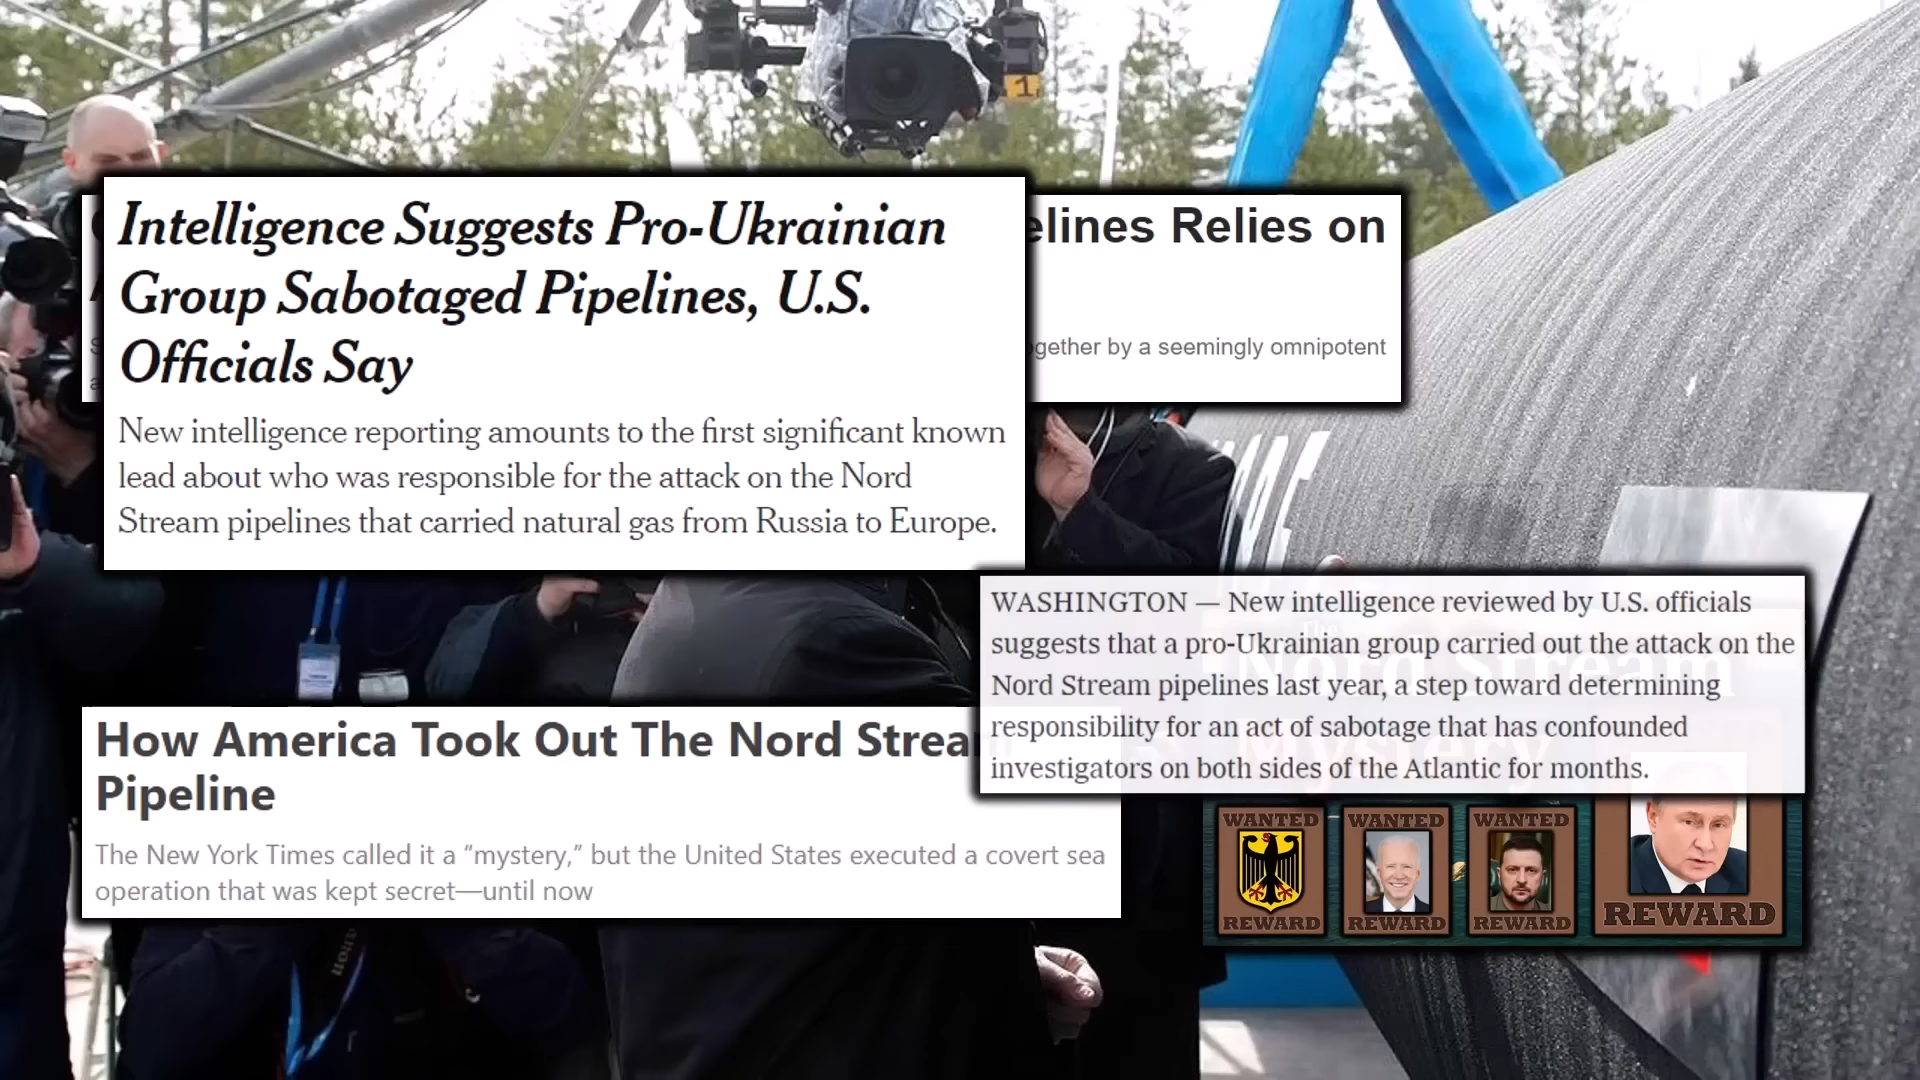 Intelligence Suggests Pro-Ukrainian
Group Sabotaged Pipelines, U.S.
Officials Say
New intelligence reporting amounts to the first significant known
lead about who was responsible for the attack on the Nord
Stream pipelines that carried natural gas from Russia to Europe.
elines Relies on
gether by a seemingly omnipotent
WASHINGTON — New intelligence reviewed by U.S. officials
suggests that a pro-Ukrainian group carried out the attack on the
Nord Stream pipelines last year, a step toward determining
responsibility for an act of sabotage that has confounded
investigators on both sides of the Atlantic for months.
How America Took Out The Nord Stream
Pipeline
The New York Times called it a “mystery,” but the United States executed a covert sea
operation that was kept secret—until now
The
Nord Stream
Mystery
WANTED
REWARD
WANTED
REWARD
WANTED
REWARD
REWARD
1